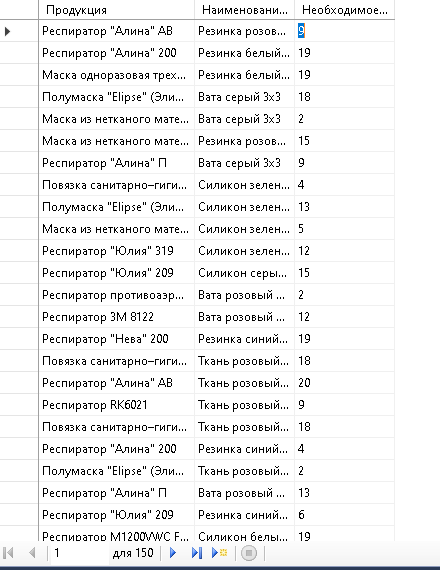 Продукция Наименовани... Необходимое...
Респиратор "Алина" АВ Резинка розов... 9
Респиратор "Алина" 200 Резинка белый... 19
Маска одноразовая трех... Резинка белый... 19
Полумаска "Elipse" (Эли... Вата серый 3x3 18
Маска из нетканого мате... Вата серый 3x3 2
Маска из нетканого мате... Резинка розов... 15
Респиратор "Алина" П Вата серый 3x3 9
Повязка санитарно-гиги... Силикон зелен... 4
Полумаска "Elipse" (Эли... Силикон зелен... 13
Маска из нетканого мате... Силикон зелен... 5
Респиратор "Юлия" 319 Силикон зелен... 12
Респиратор "Юлия" 209 Силикон серы... 15
Респиратор противоаэр... Вата розовый ... 2
Респиратор 3М 8122 Вата розовый ... 12
Респиратор "Нева" 200 Резинка синий... 19
Повязка санитарно-гиги... Ткань розовый... 18
Респиратор "Алина" АВ Ткань розовый... 20
Респиратор RK6021 Ткань розовый... 9
Повязка санитарно-гиги... Ткань розовый... 18
Респиратор "Алина" 200 Резинка синий... 4
Полумаска "Elipse" (Эли... Ткань розовый... 2
Респиратор "Алина" П Вата розовый ... 13
Респиратор "Юлия" 209 Резинка синий... 6
Респиратор M1200VWC F... Силикон белы... 19
1 для 150